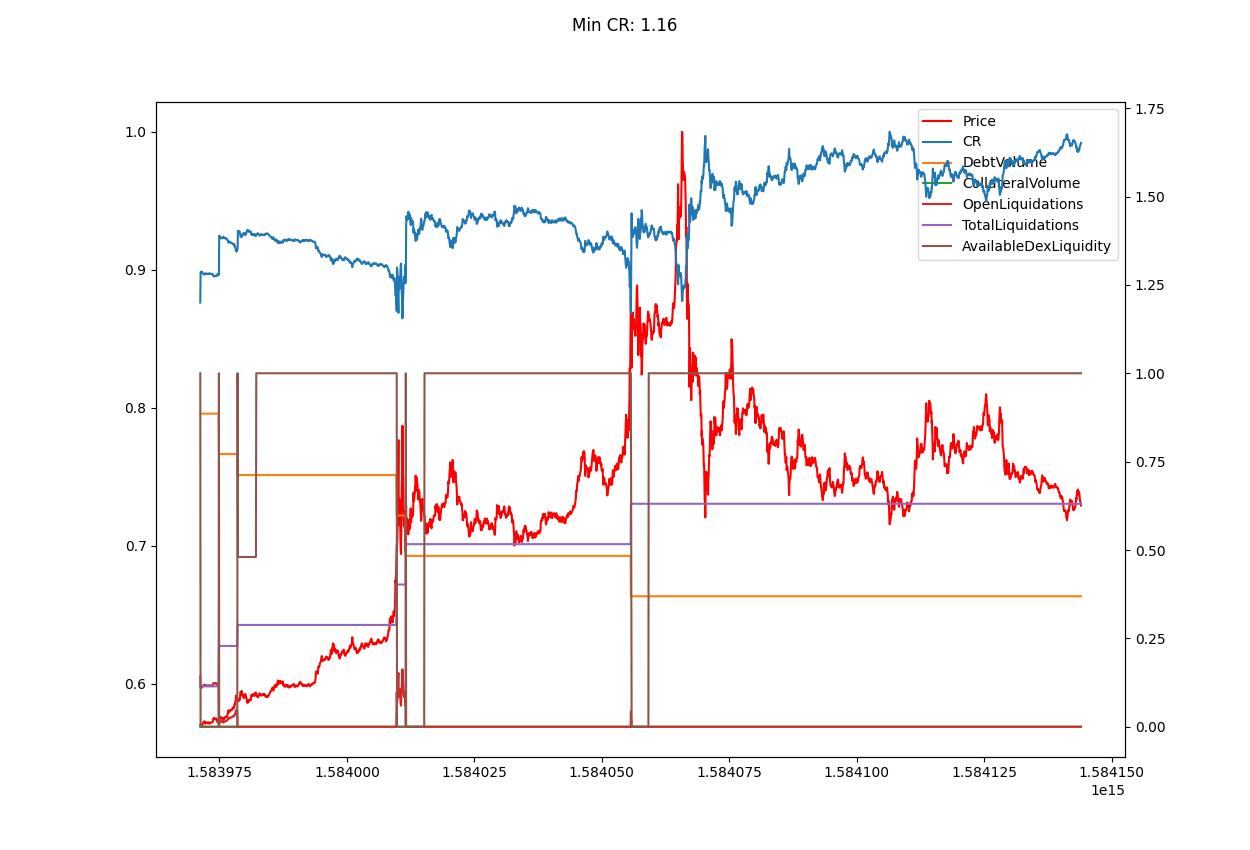 Min CR: 1.16
1.0
0.9
0.8
0.7
0.6
1.75
1.50
1.25
1.00
0.75
0.50
0.25
0.00
Price
CR
DebtVolume
CollateralVolume
OpenLiquidations
TotalLiquidations
AvailableDexLiquidity
1.583975 1.584000 1.584025 1.584050 1.584075 1.584100 1.584125 1.584150
1e15